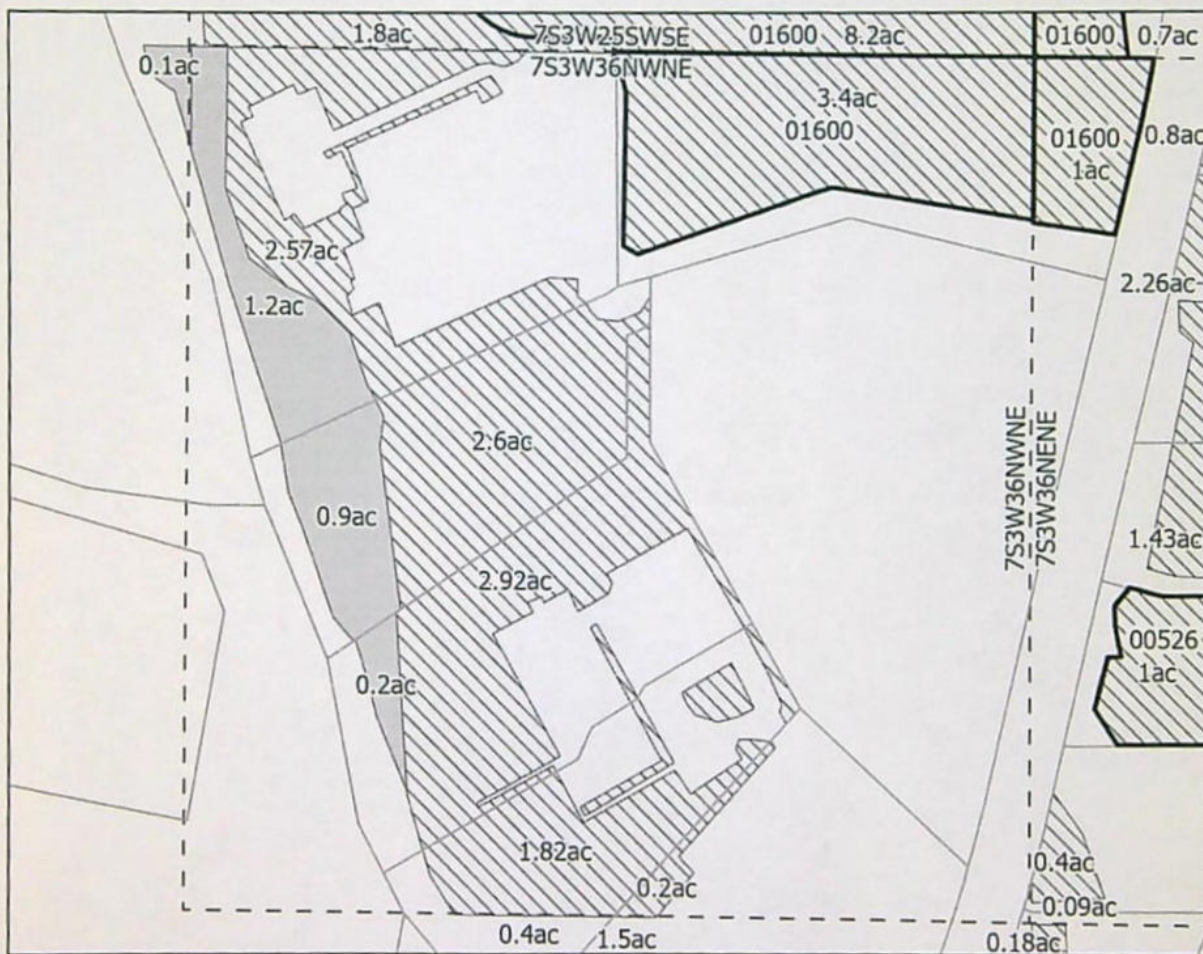 1.8ac 7S3W25SWSE 01600 8.2ac 01600 0.7ac
0.1ac 7S3W36NWNE
3.4ac
01600
01600
1ac
0.8ac
2.57ac
1.2ac
2.26ac
2.6ac
0.9ac
7S3W36NWNE
7S3W36NENE
1.43ac
2.92ac
00526
1ac
0.2ac
1.82ac
0.2ac
0.4ac
0.09ac
0.4ac 1.5ac 0.18ac